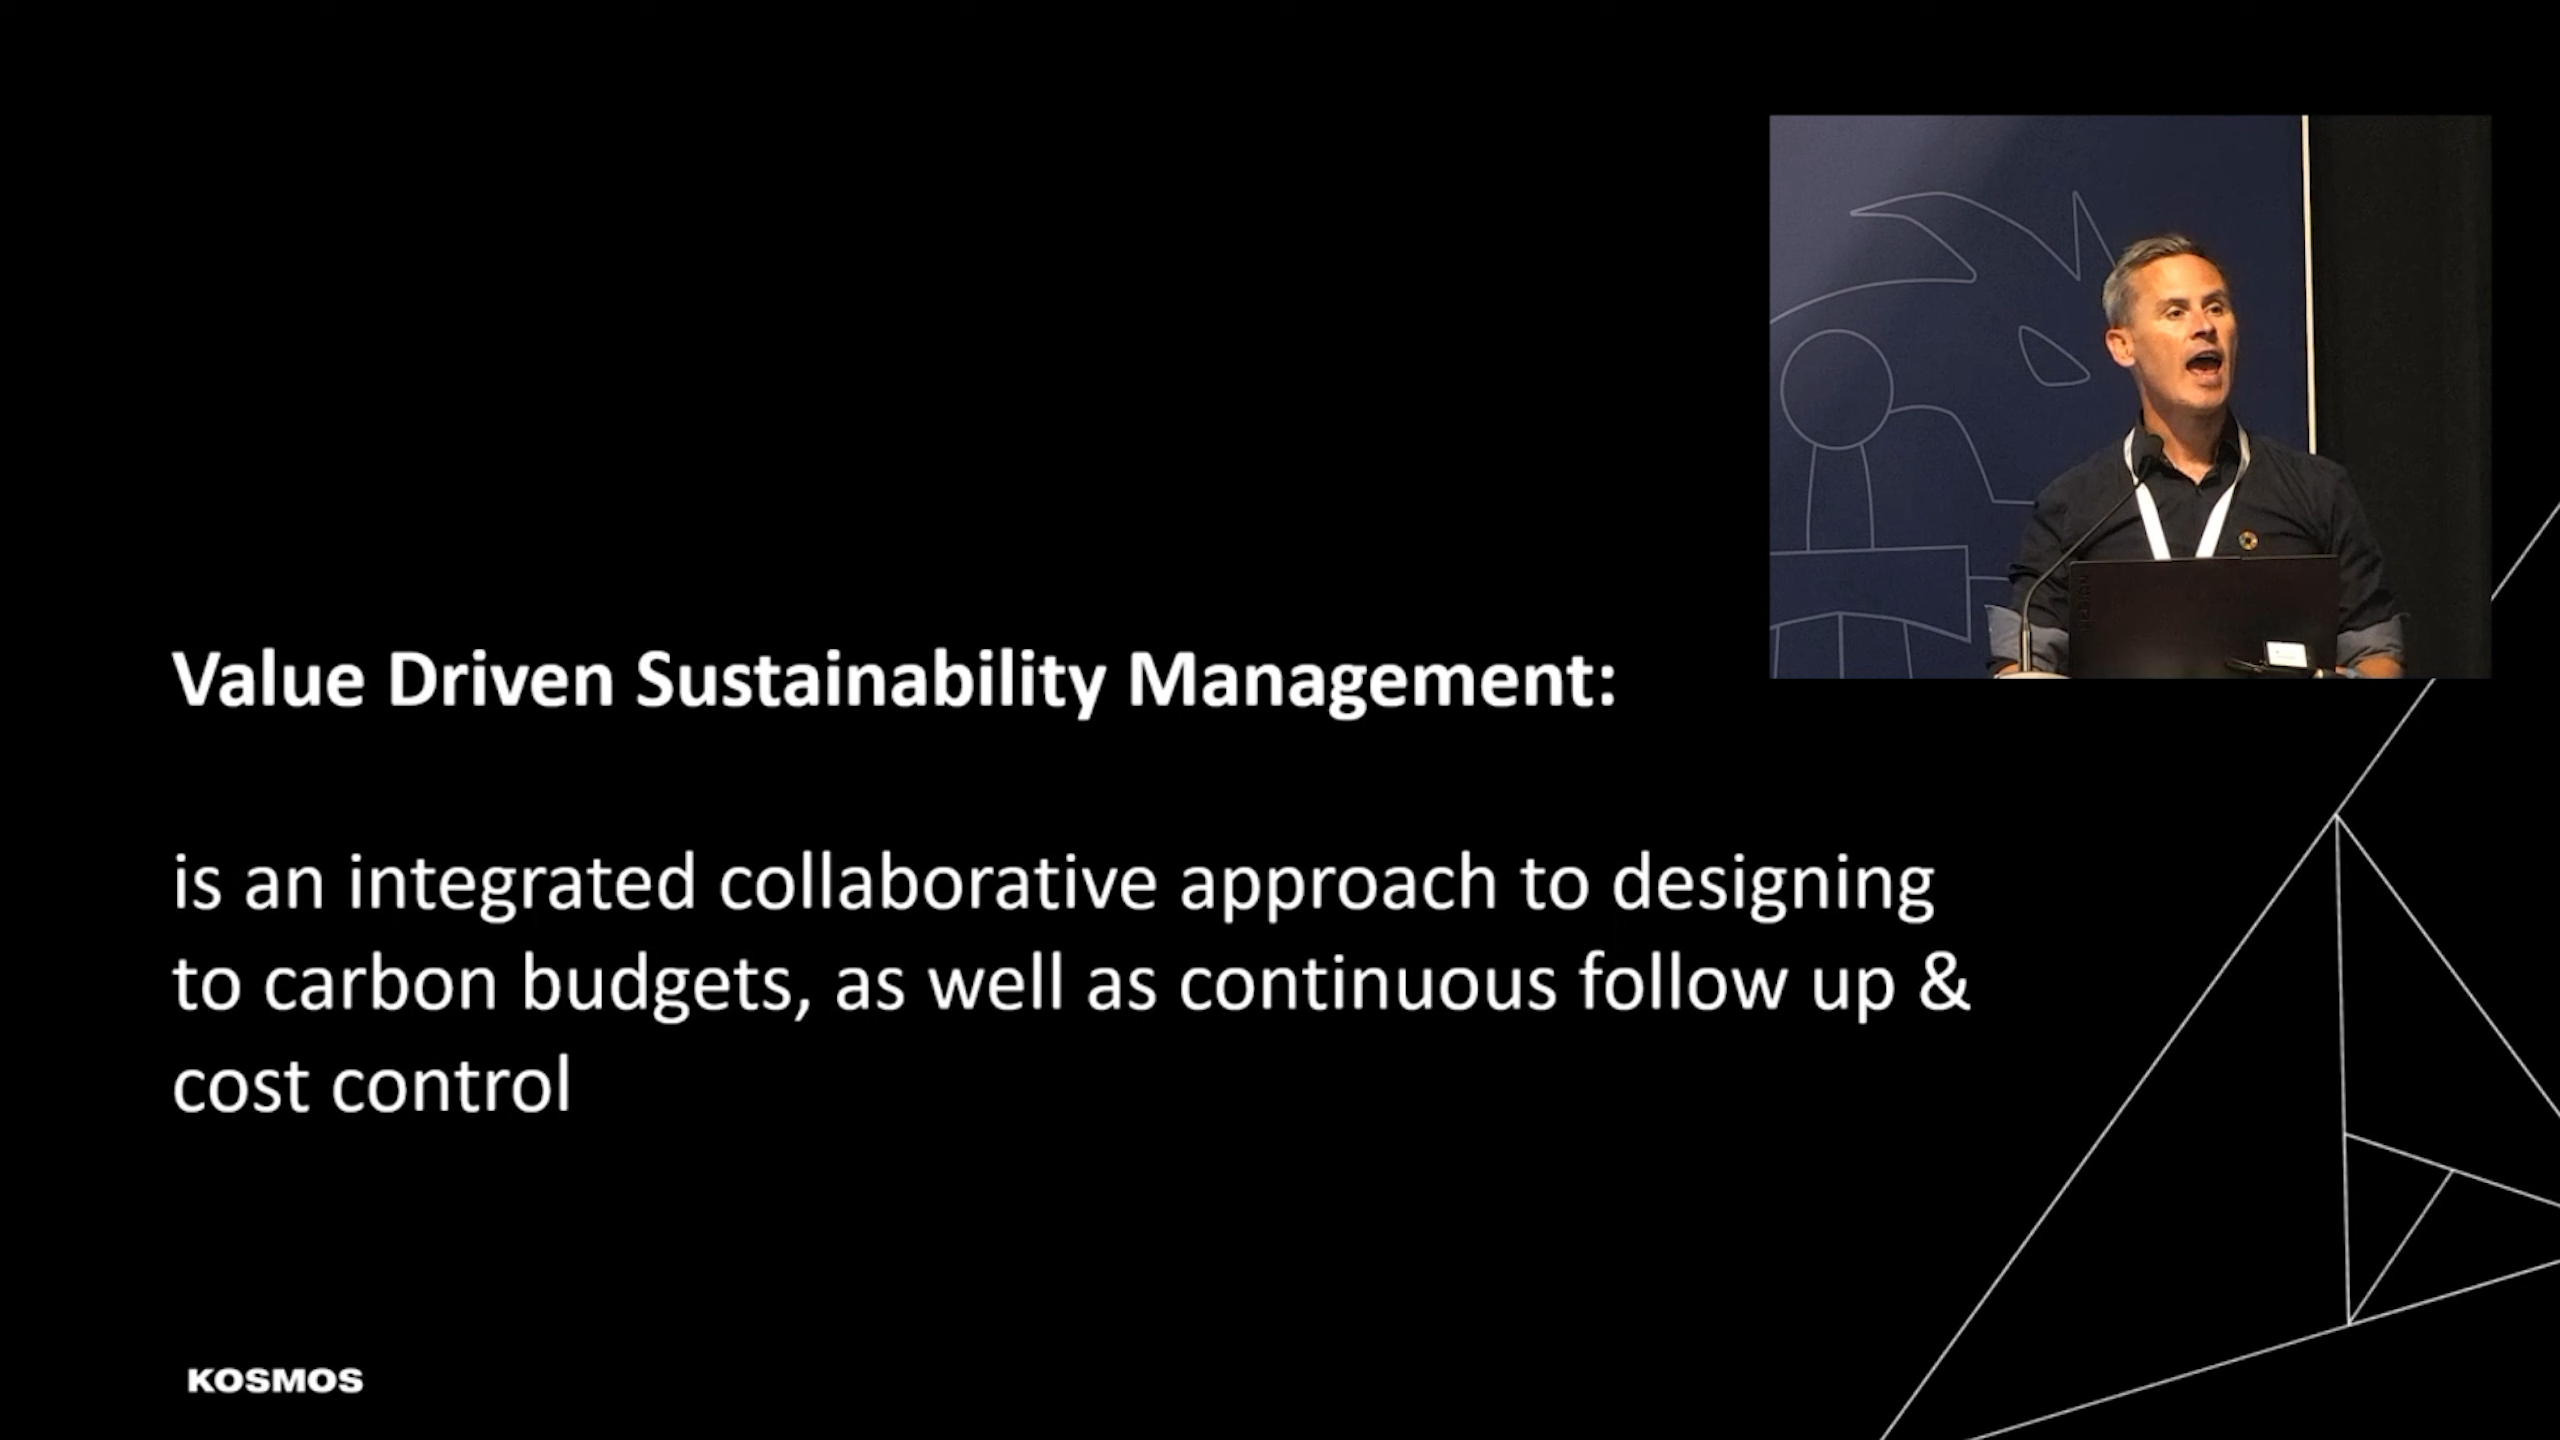 Value Driven Sustainability Management:
is an integrated collaborative approach to designing
to carbon budgets, as well as continuous follow up &
cost control
KOSMOS